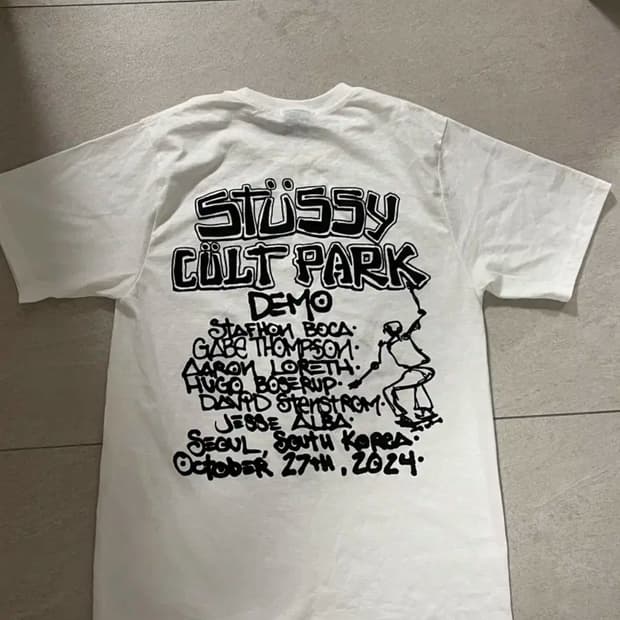 STÜSSY
CÜLT PARK
DEMO
STAFHON BOCA.
GABE THOMPSON.
AARON LORETH.
HUGO BOSERUP.
DAVID STENSTROM.
JESSE ALBA.
SEOUL, SOUTH KOREA.
OCTOBER 27TH, 2024.